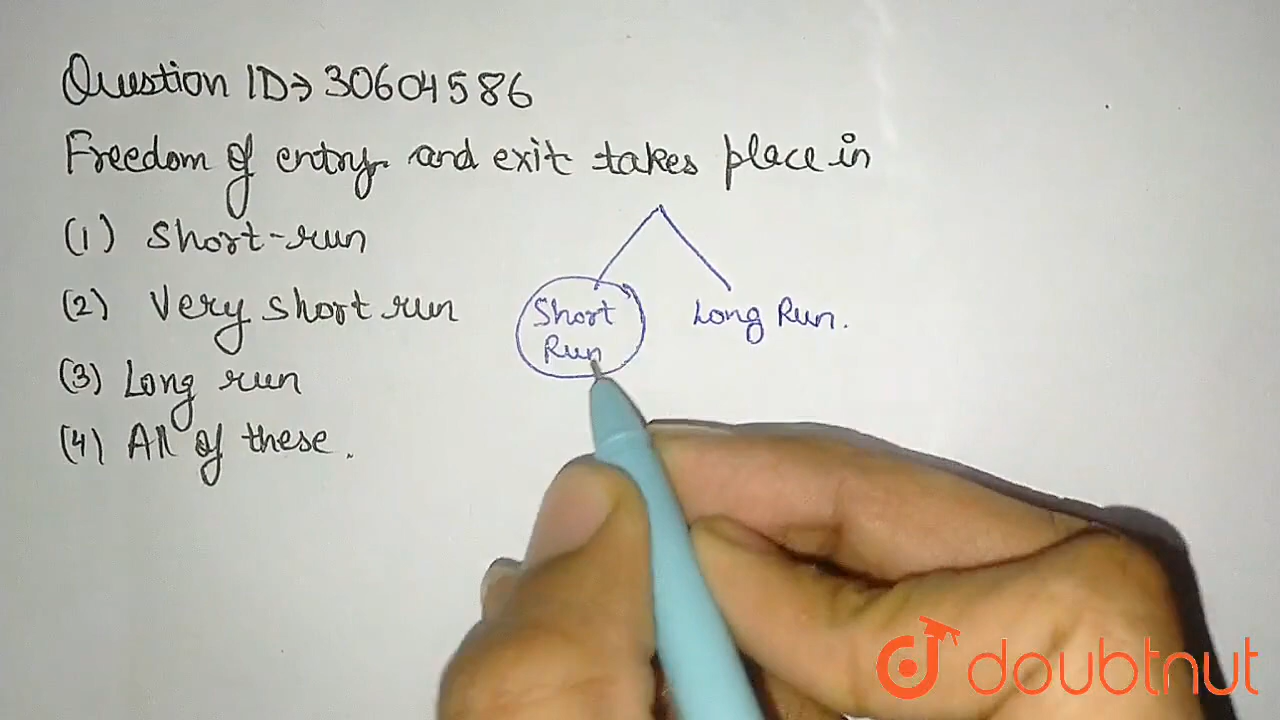 Question ID→ 30604586
Freedom of entry and exit takes place in
(1) Short-run
(2) Very short run
(3) Long run
(4) All of these.
Short
Run
Long Run.
doubtnut